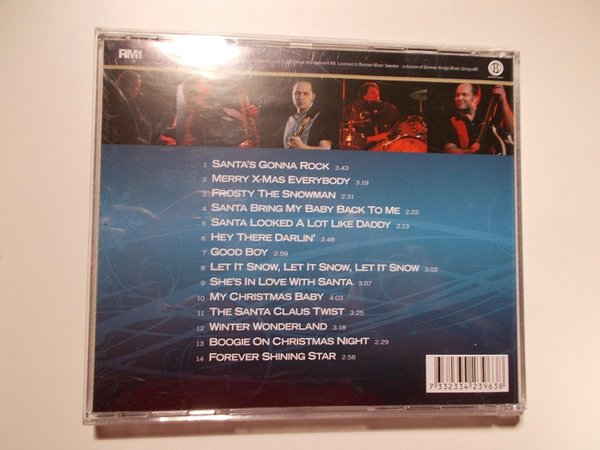 RM1
Management AB. Licensed to Bonnier Music Sweden - a division of Bonnier Amigo Music Group AB.
1 SANTA'S GONNA ROCK 3.43
2 MERRY X-MAS EVERYBODY 3.19
3 FROSTY THE SNOWMAN 2.31
4 SANTA BRING MY BABY BACK TO ME 2.22
5 SANTA LOOKED A LOT LIKE DADDY 2.13
6 HEY THERE DARLIN' 2.48
7 GOOD BOY 2.59
8 LET IT SNOW, LET IT SNOW, LET IT SNOW 3.02
9 SHE'S IN LOVE WITH SANTA 3.07
10 MY CHRISTMAS BABY 4.03
11 THE SANTA CLAUS TWIST 3.25
12 WINTER WONDERLAND 3.18
13 BOOGIE ON CHRISTMAS NIGHT 2.29
14 FOREVER SHINING STAR 2.58
7 332334 239638